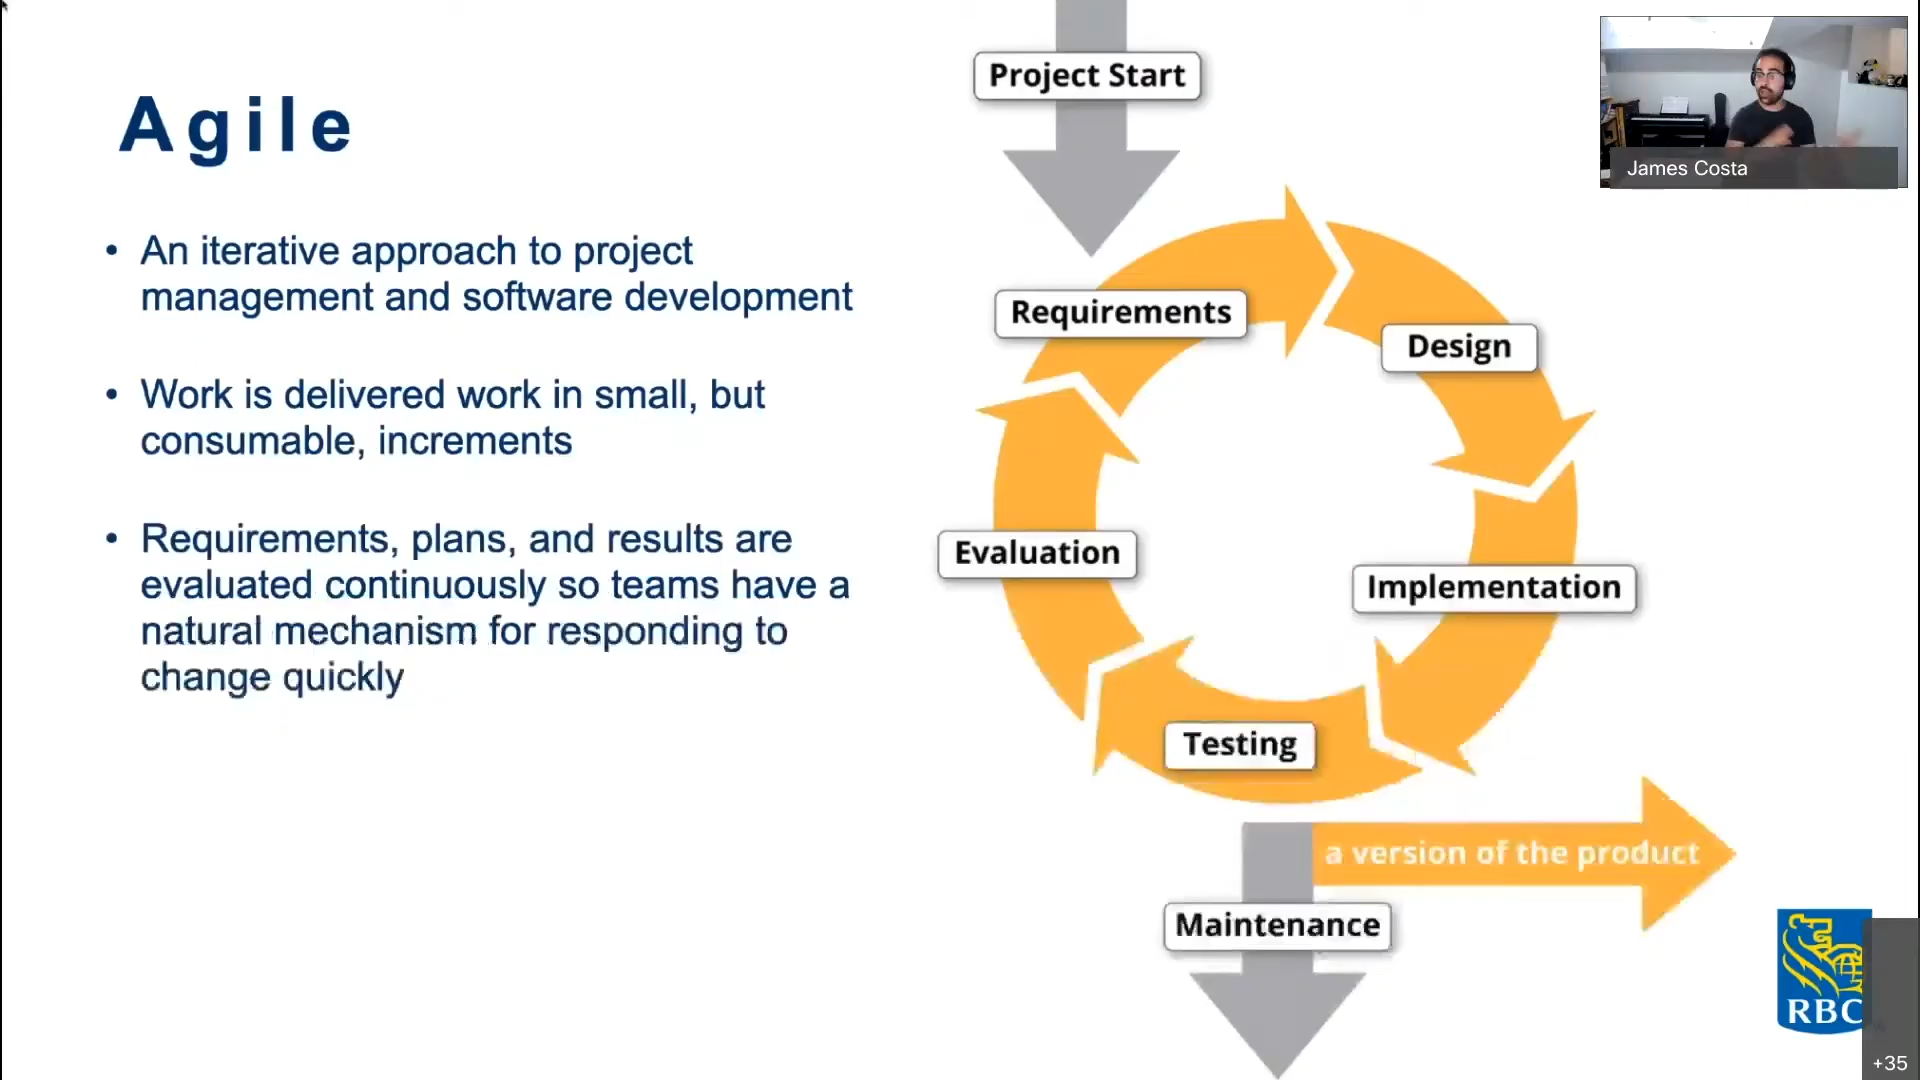 Agile
• An iterative approach to project
management and software development
• Work is delivered work in small, but
consumable, increments
• Requirements, plans, and results are
evaluated continuously so teams have a
natural mechanism for responding to
change quickly
Project Start
Requirements
Design
Implementation
Testing
Evaluation
a version of the product
Maintenance
James Costa
RBC
+35